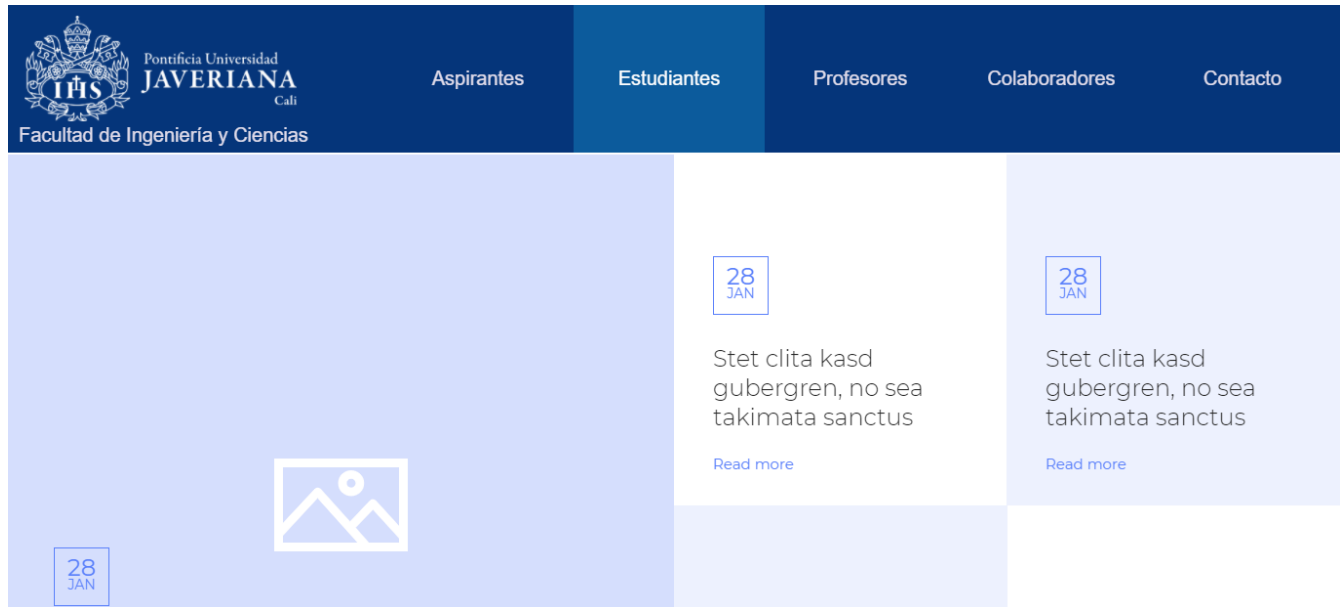 Pontificia Universidad
JAVERIANA
Cali
IHS
Facultad de Ingeniería y Ciencias
Aspirantes
Estudiantes
Profesores
Colaboradores
Contacto
28
JAN
Stet clita kasd
gubergren, no sea
takimata sanctus
Read more
28
JAN
Stet clita kasd
gubergren, no sea
takimata sanctus
Read more
28
JAN